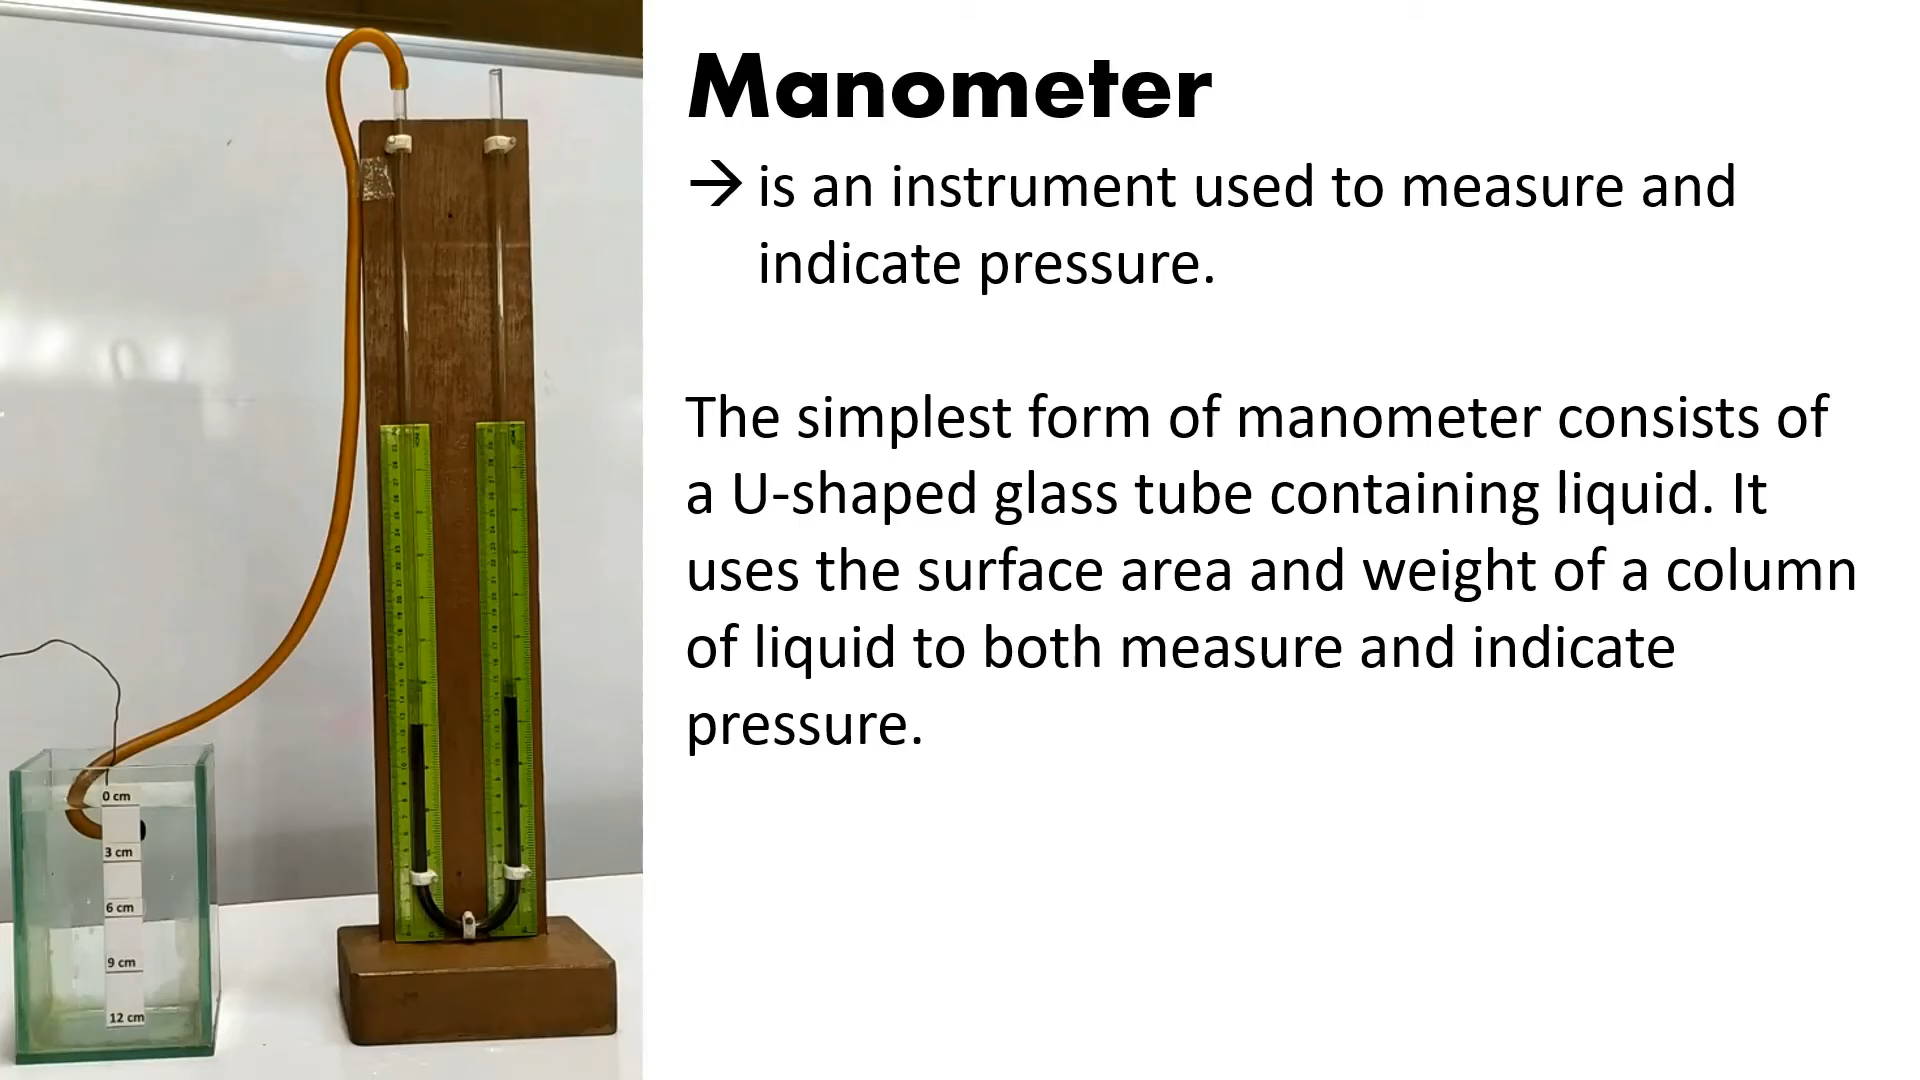 Manometer
→ is an instrument used to measure and
indicate pressure.
The simplest form of manometer consists of
a U-shaped glass tube containing liquid. It
uses the surface area and weight of a column
of liquid to both measure and indicate
pressure.
0 cm
3 cm
6 cm
9 cm
12 cm